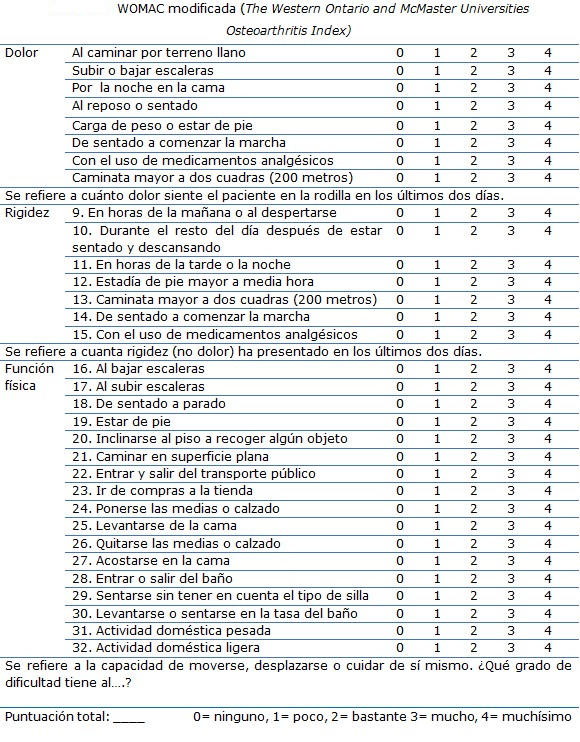 WOMAC modificada (The Western Ontario and McMaster Universities
Osteoarthritis Index)
Dolor Al caminar por terreno llano 0 1 2 3 4
Subir o bajar escaleras 0 1 2 3 4
Por la noche en la cama 0 1 2 3 4
Al reposo o sentado 0 1 2 3 4
Carga de peso o estar de pie 0 1 2 3 4
De sentado a comenzar la marcha 0 1 2 3 4
Con el uso de medicamentos analgésicos 0 1 2 3 4
Caminata mayor a dos cuadras (200 metros) 0 1 2 3 4
Se refiere a cuánto dolor siente el paciente en la rodilla en los últimos dos días.
Rigidez 9. En horas de la mañana o al despertarse 0 1 2 3 4
10. Durante el resto del día después de estar 0 1 2 3 4
sentado y descansando
11. En horas de la tarde o la noche 0 1 2 3 4
12. Estadía de pie mayor a media hora 0 1 2 3 4
13. Caminata mayor a dos cuadras (200 metros) 0 1 2 3 4
14. De sentado a comenzar la marcha 0 1 2 3 4
15. Con el uso de medicamentos analgésicos 0 1 2 3 4
Se refiere a cuanta rigidez (no dolor) ha presentado en los últimos dos días.
Función 16. Al bajar escaleras 0 1 2 3 4
física 17. Al subir escaleras 0 1 2 3 4
18. De sentado a parado 0 1 2 3 4
19. Estar de pie 0 1 2 3 4
20. Inclinarse al piso a recoger algún objeto 0 1 2 3 4
21. Caminar en superficie plana 0 1 2 3 4
22. Entrar y salir del transporte público 0 1 2 3 4
23. Ir de compras a la tienda 0 1 2 3 4
24. Ponerse las medias o calzado 0 1 2 3 4
25. Levantarse de la cama 0 1 2 3 4
26. Quitarse las medias o calzado 0 1 2 3 4
27. Acostarse en la cama 0 1 2 3 4
28. Entrar o salir del baño 0 1 2 3 4
29. Sentarse sin tener en cuenta el tipo de silla 0 1 2 3 4
30. Levantarse o sentarse en la tasa del baño 0 1 2 3 4
31. Actividad doméstica pesada 0 1 2 3 4
32. Actividad doméstica ligera 0 1 2 3 4
Se refiere a la capacidad de moverse, desplazarse o cuidar de sí mismo. ¿Qué grado de
dificultad tiene al….?
Puntuación total: ____ 0= ninguno, 1= poco, 2= bastante 3= mucho, 4= muchísimo